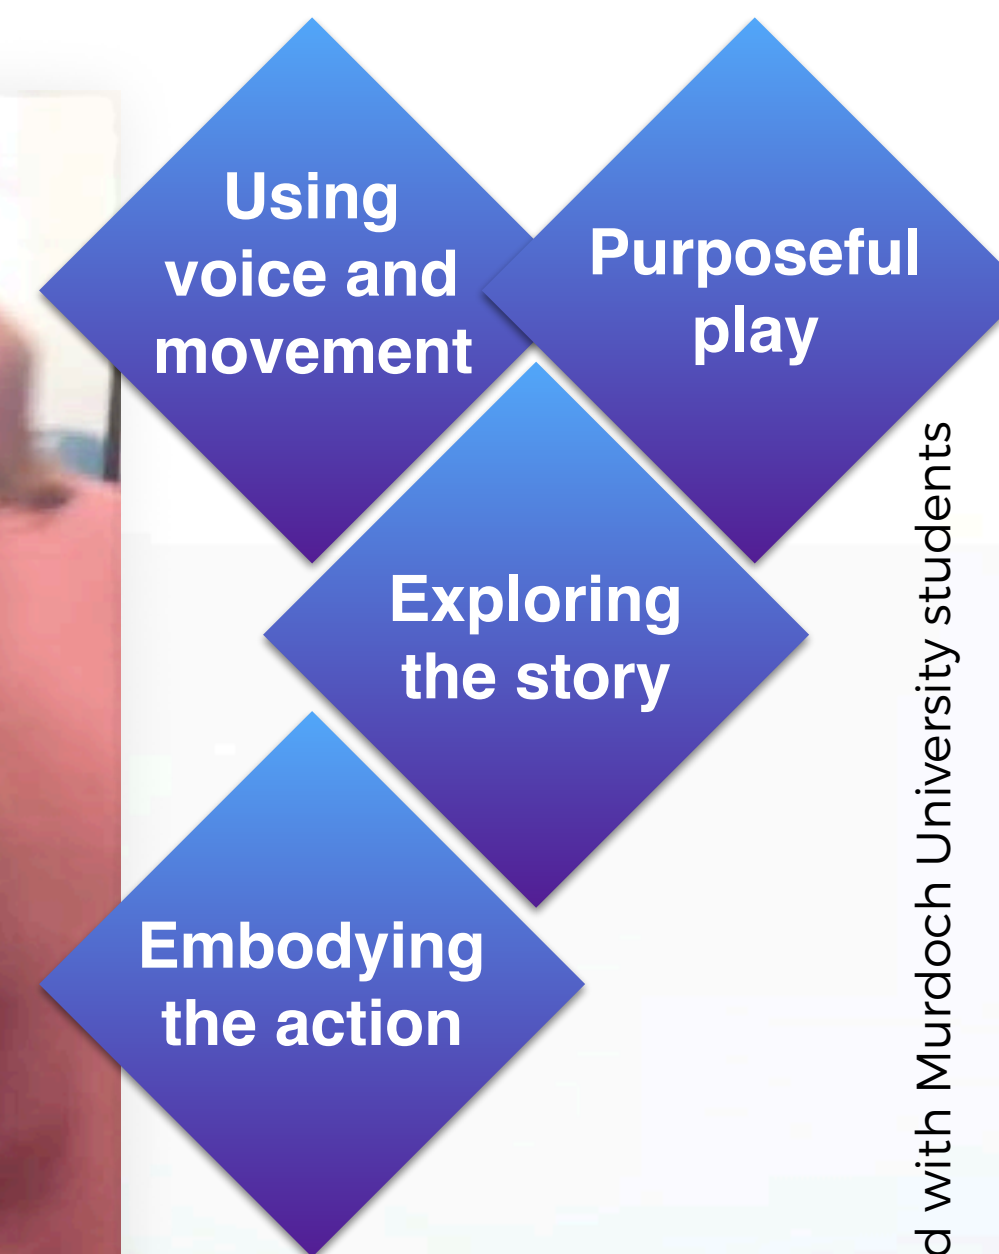 Using
voice and
movement
Purposeful
play
Exploring
the story
Embodying
the action
with Murdoch University students